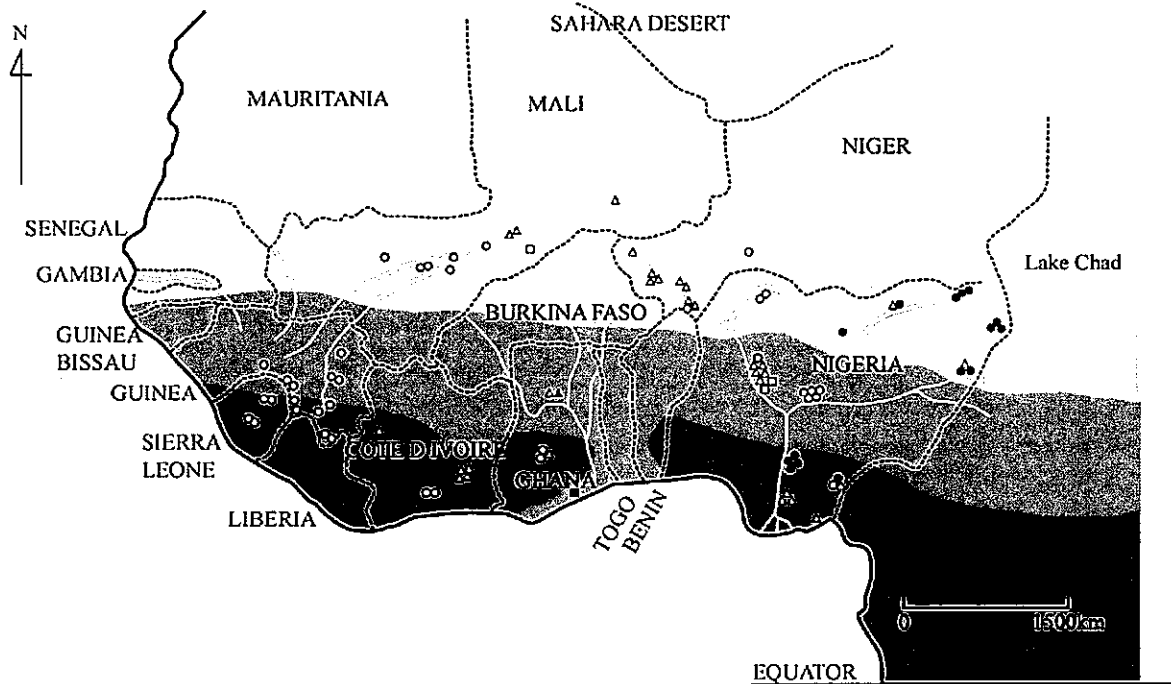 SAHARA DESERT
N
MAURITANIA
MALI
NIGER
SENEGAL
GAMBIA
Lake Chad
GUINEA
BISSAU
BURKINA FASO
NIGERIA
GUINEA
SIERRA
LEONE
COTE D'IVOIRE
GHANA
LIBERIA
TOGO
BENIN
0
1500km
EQUATOR